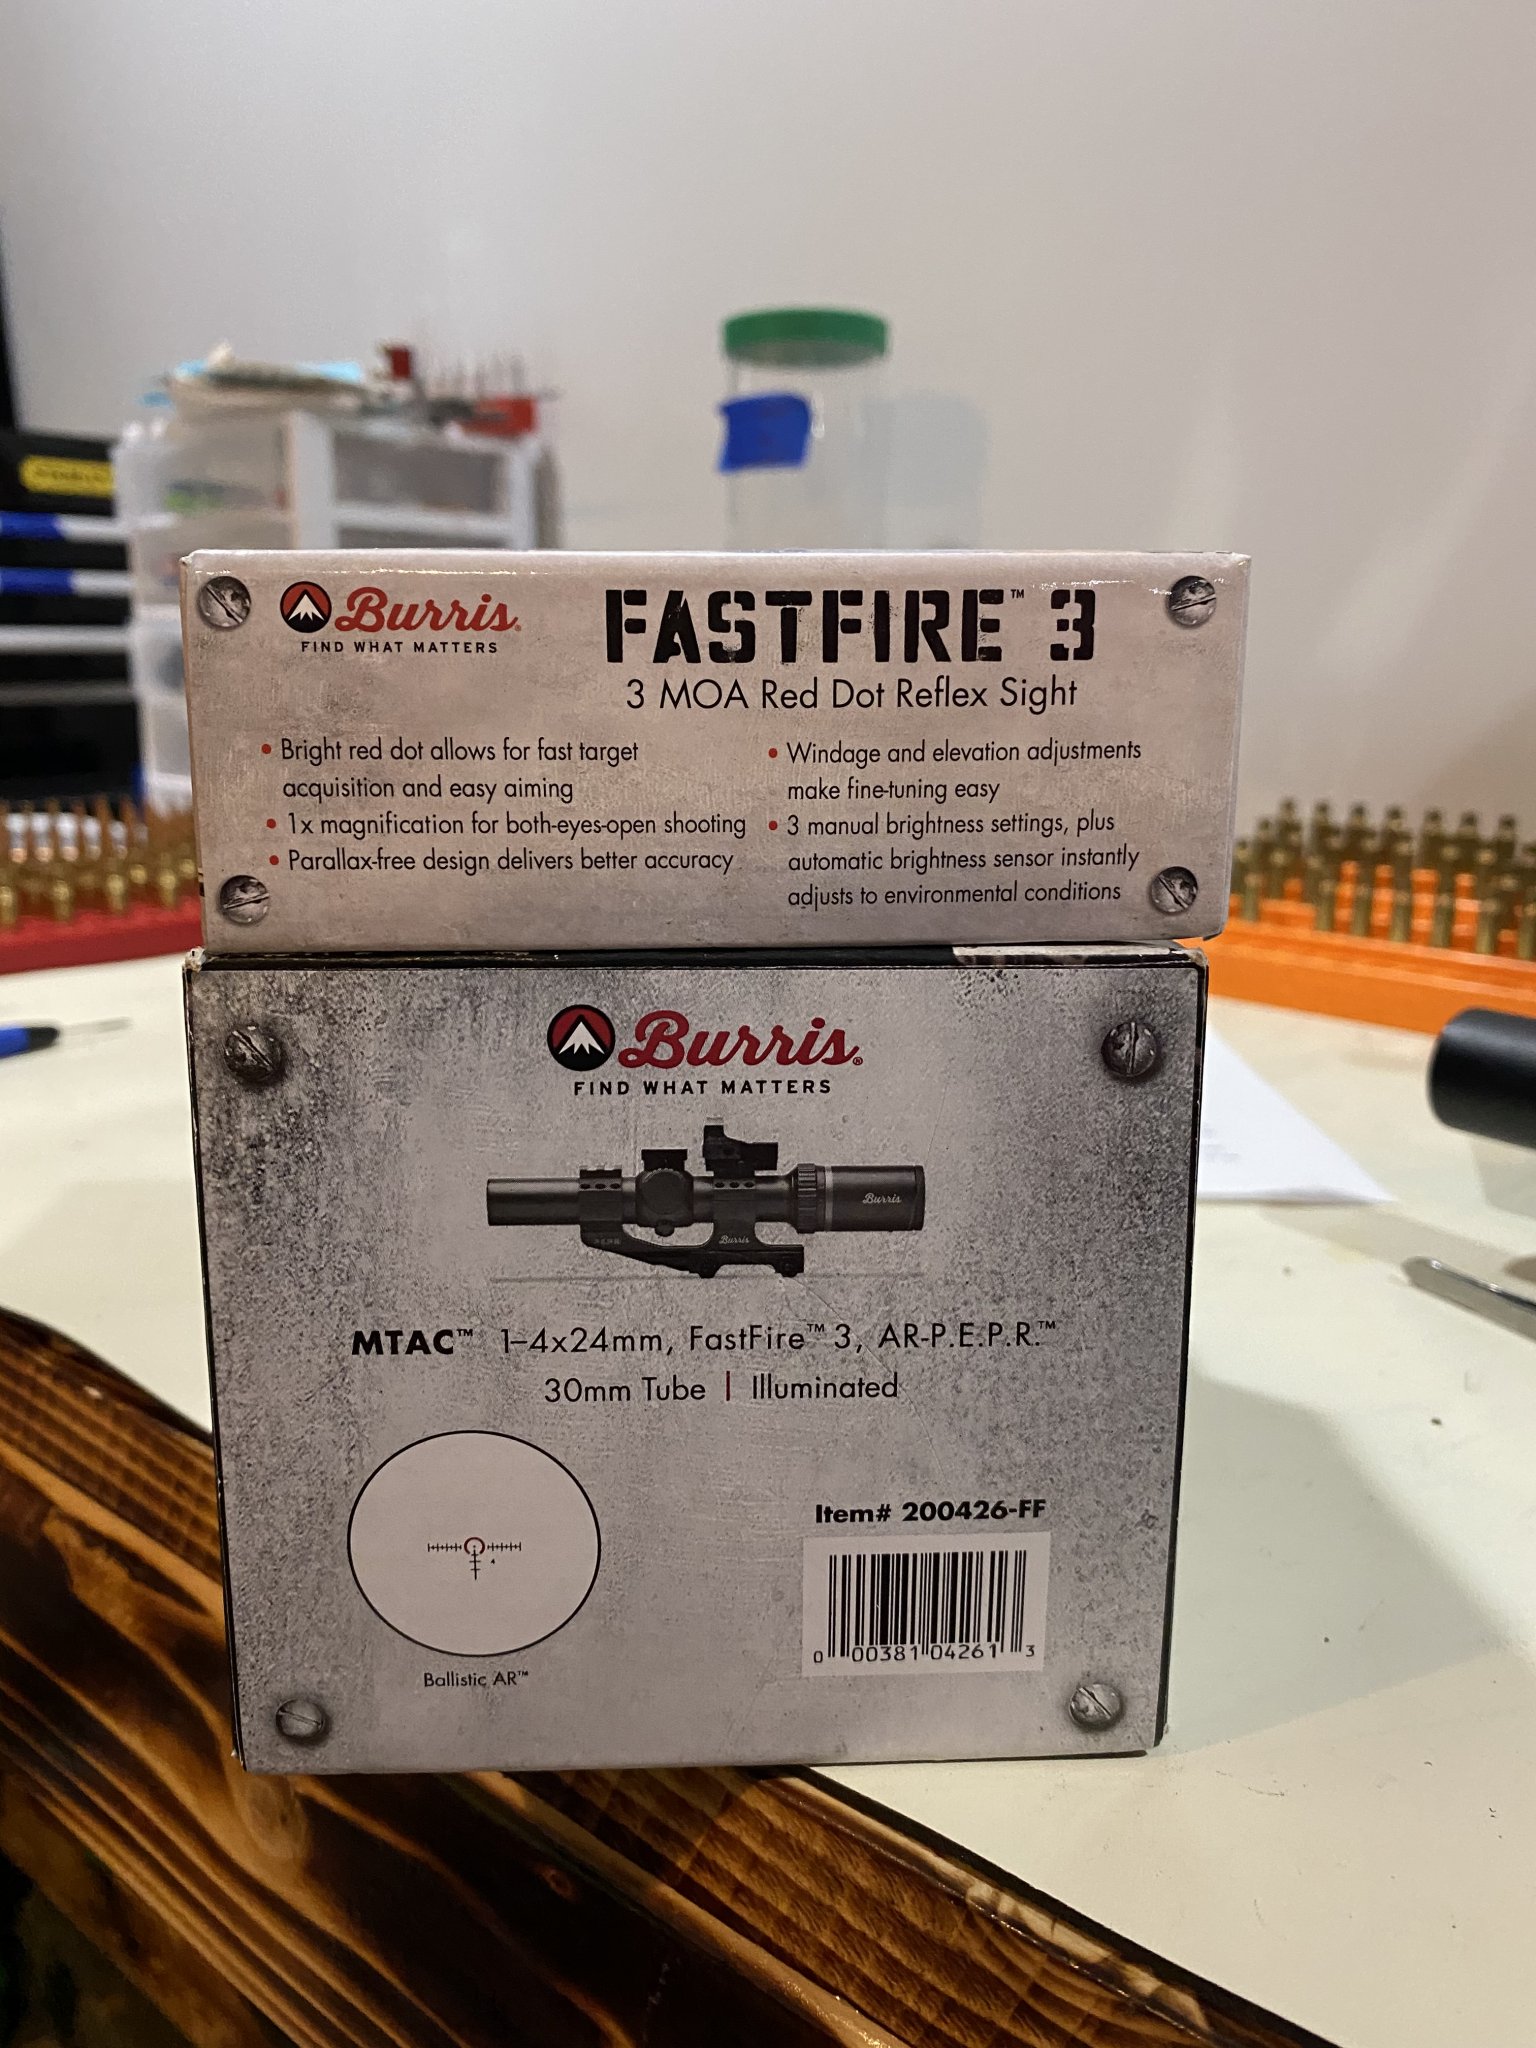 Burris®
FIND WHAT MATTERS
FASTFIRE™ 3
3 MOA Red Dot Reflex Sight
• Bright red dot allows for fast target
acquisition and easy aiming
• 1x magnification for both-eyes-open shooting
• Parallax-free design delivers better accuracy
• Windage and elevation adjustments
make fine-tuning easy
• 3 manual brightness settings, plus
automatic brightness sensor instantly
adjusts to environmental conditions
Burris®
FIND WHAT MATTERS
Burris
Burris
MTAC™ 1–4x24mm, FastFire™ 3, AR-P.E.P.R.™
30mm Tube | Illuminated
4
Ballistic AR™
Item# 200426-FF
0 00381 04261 3